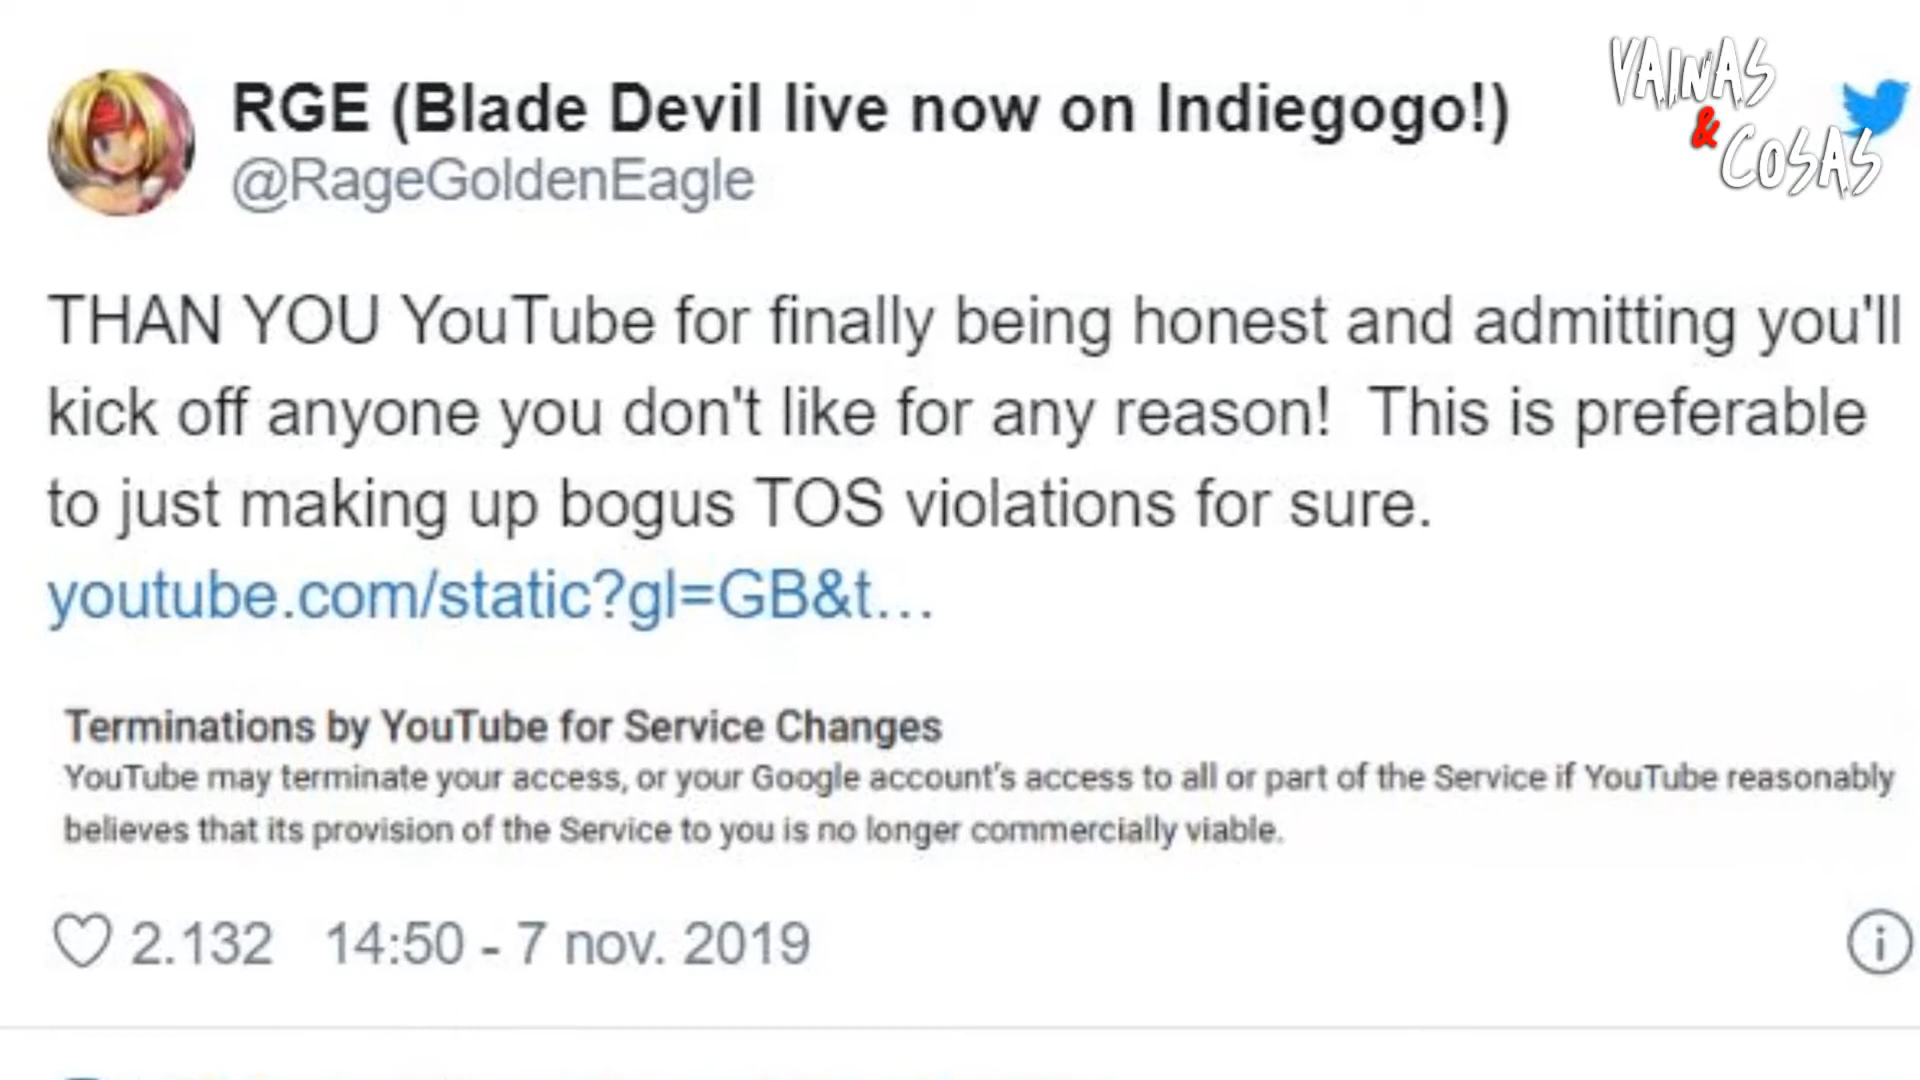 VAINAS
& COSAS
RGE (Blade Devil live now on Indiegogo!)
@RageGoldenEagle
THAN YOU YouTube for finally being honest and admitting you'll
kick off anyone you don't like for any reason!  This is preferable
to just making up bogus TOS violations for sure.
youtube.com/static?gl=GB&t…
Terminations by YouTube for Service Changes
YouTube may terminate your access, or your Google account's access to all or part of the Service if YouTube reasonably
believes that its provision of the Service to you is no longer commercially viable.
2.132 14:50 - 7 nov. 2019